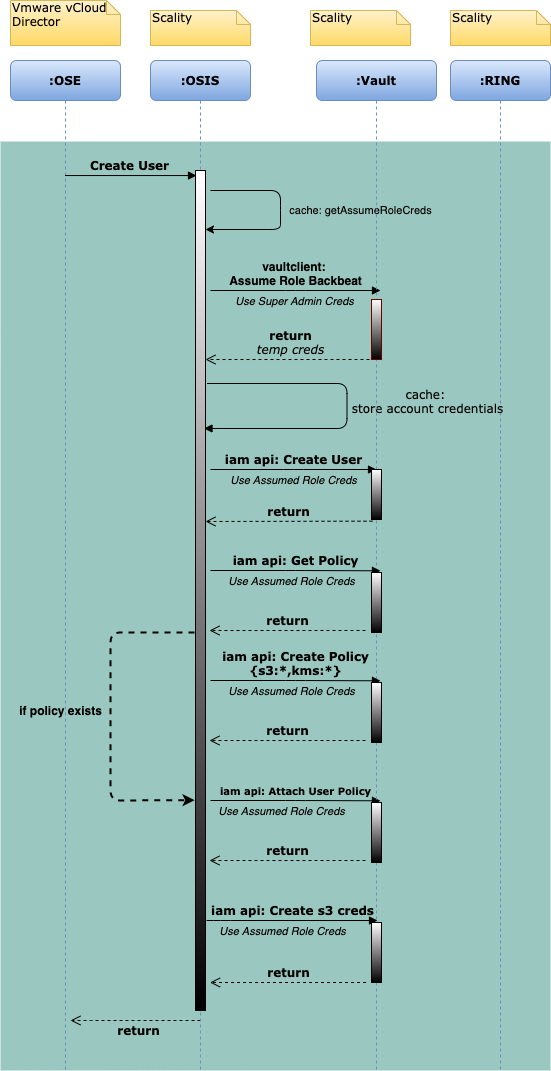 Vmware vCloud
Director
Scality
Scality
Scality
:OSE
:OSIS
:Vault
:RING
Create User
cache: getAssumeRoleCreds
vaultclient:
Assume Role Backbeat
Use Super Admin Creds
return
temp creds
cache:
store account credentials
iam api: Create User
Use Assumed Role Creds
return
iam api: Get Policy
Use Assumed Role Creds
return
iam api: Create Policy
{s3:*,kms:*}
Use Assumed Role Creds
if policy exists
return
iam api: Attach User Policy
Use Assumed Role Creds
return
iam api: Create s3 creds
Use Assumed Role Creds
return
return